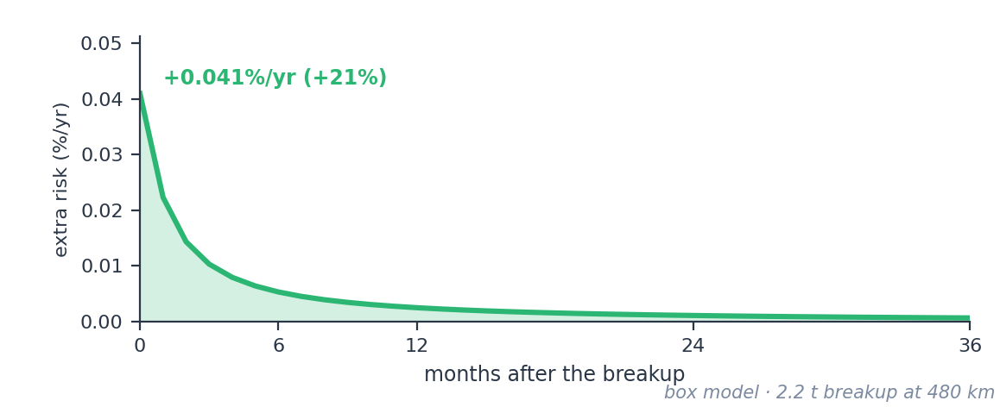 0.05
+0.041%/yr (+21%)
0.04
0.03
0.02
0.01
0.00
extra risk (%/yr)
0 6 12 24 36
months after the breakup
box model · 2.2 t breakup at 480 km